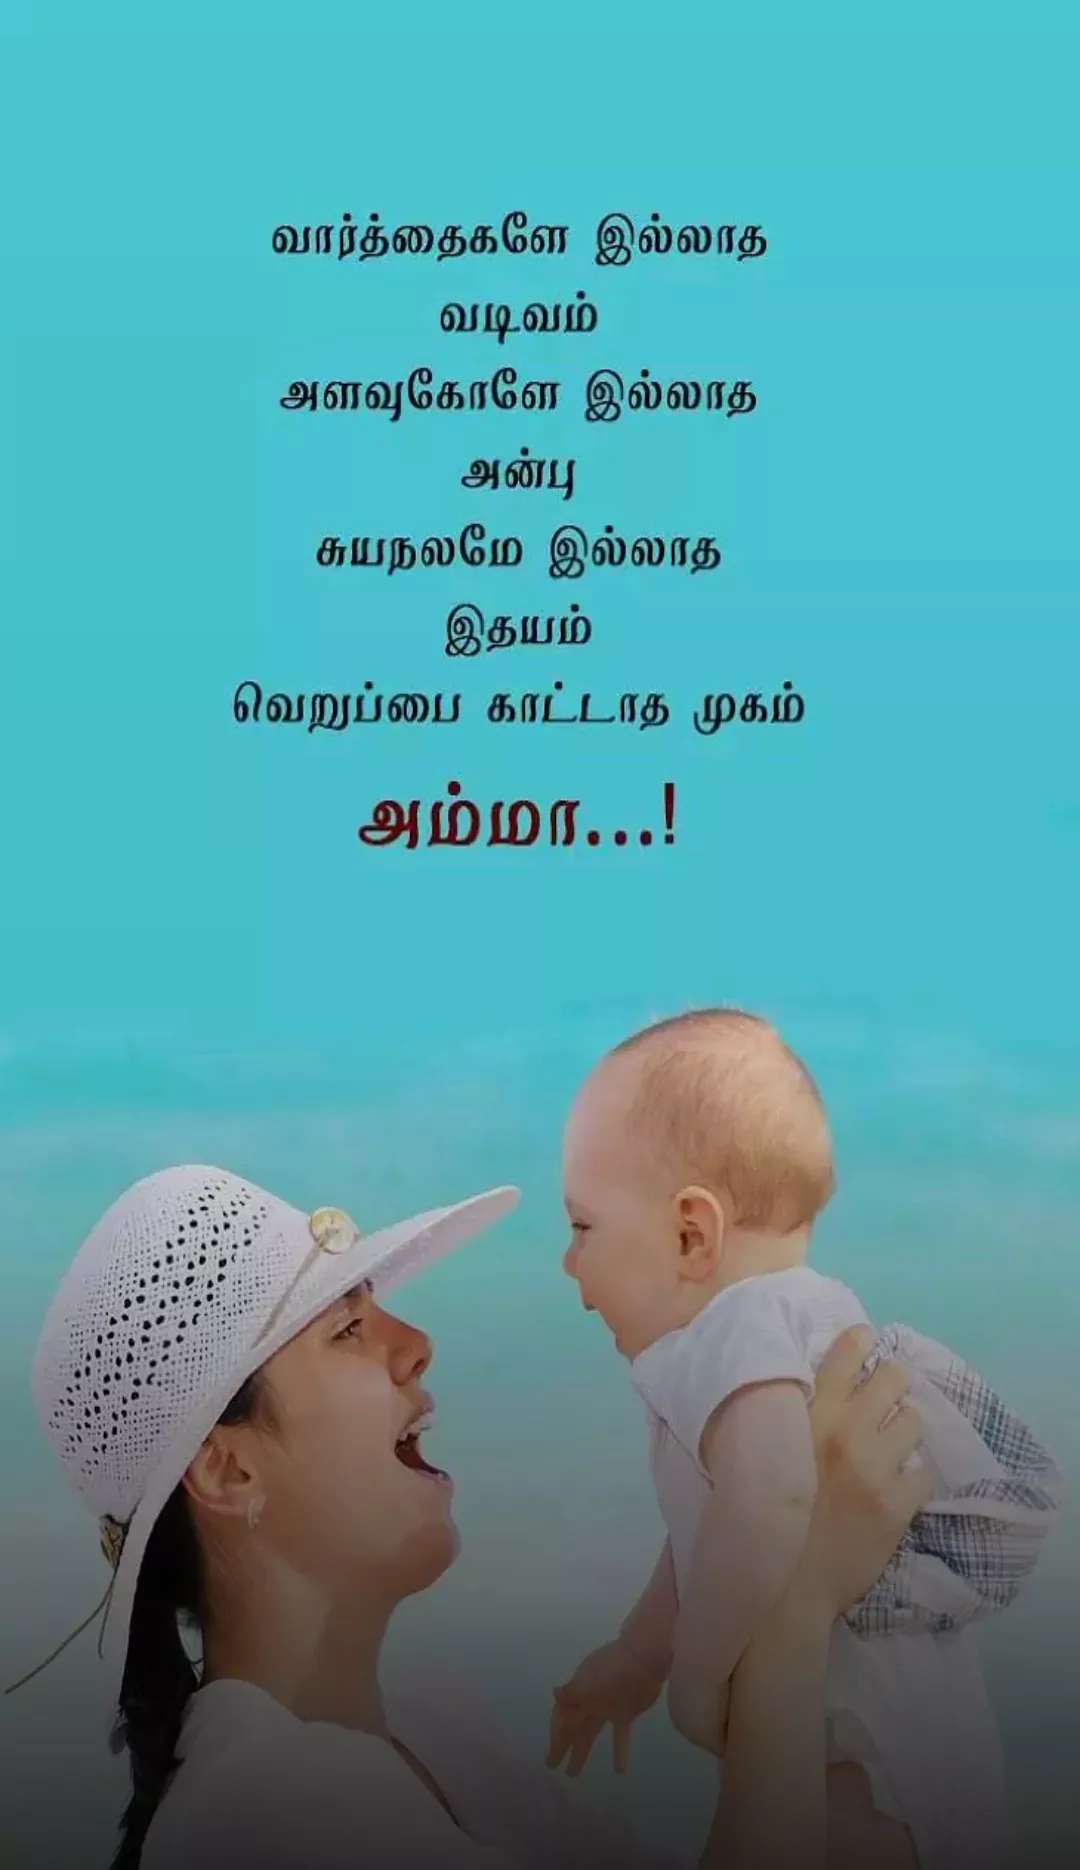 வார்த்தைகளே இல்லாத
வடிவம்
அளவுகோளே இல்லாத
அன்பு
சுயநலமே இல்லாத
இதயம்
வெறுப்பை காட்டாத முகம்
அம்மா...!